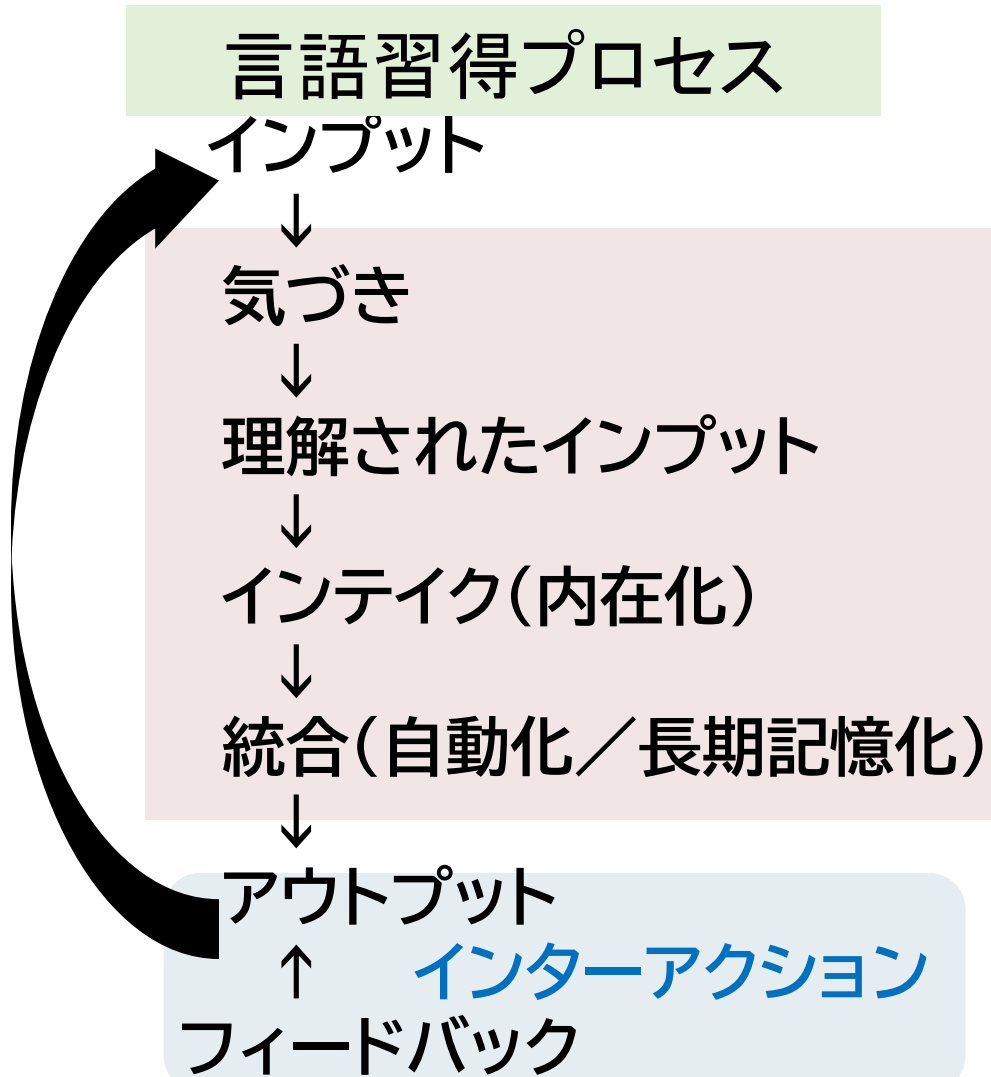 言語習得プロセス
インプット
↓
気づき
↓
理解されたインプット
↓
インテイク（内在化）
↓
統合（自動化／長期記憶化）
↓
アウトプット
↑
インターアクション
フィードバック